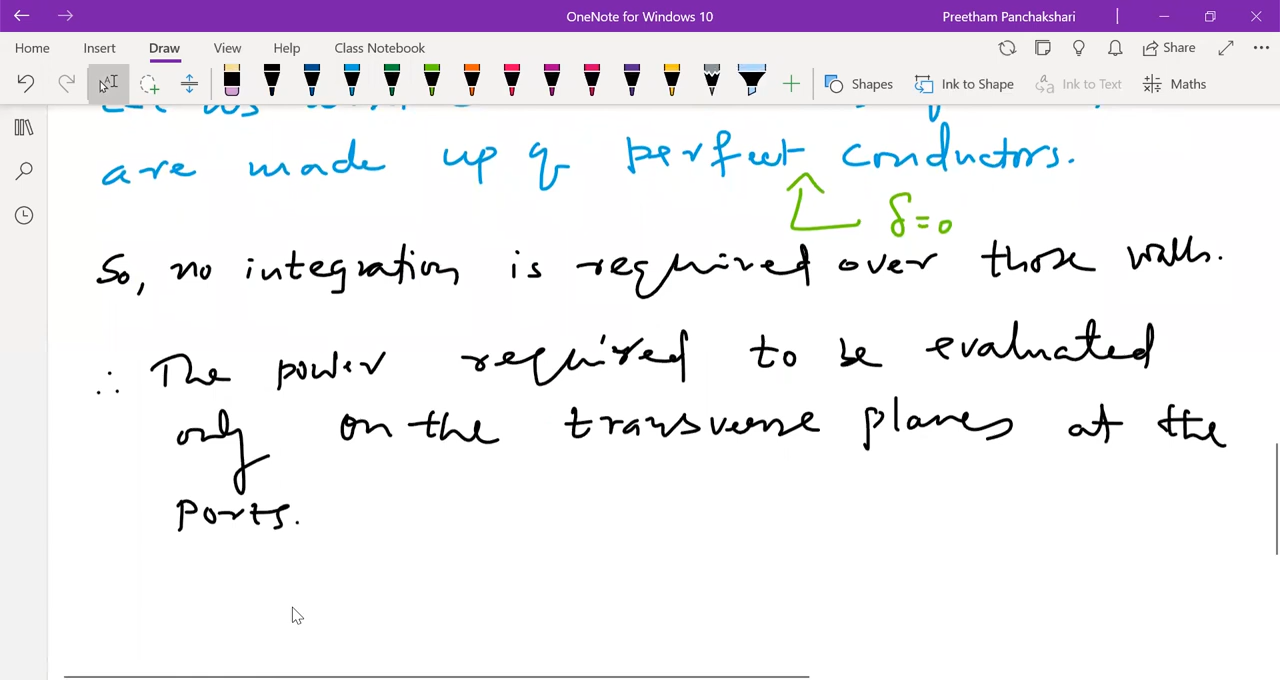 OneNote for Windows 10
Preetham Panchakshari
Home Insert Draw View Help Class Notebook Share
Shapes Ink to Shape Ink to Text Maths
are made up of perfect conductors.
δ=0
So, no integration is required over those walls.
∴ The power required to be evaluated
only on the transverse planes at the
ports.